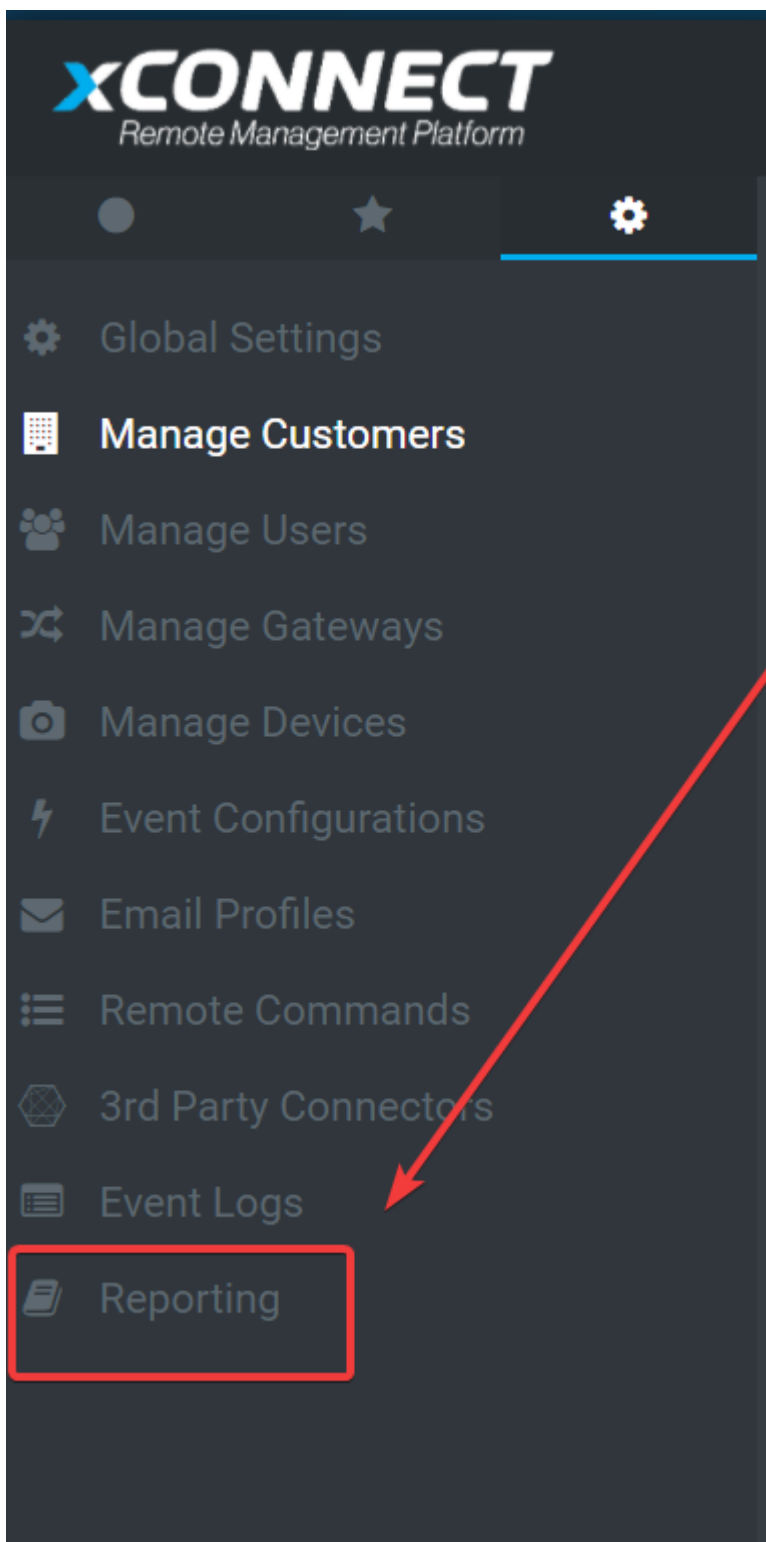 xCONNECT
Remote Management Platform
Global Settings
Manage Customers
Manage Users
Manage Gateways
Manage Devices
Event Configurations
Email Profiles
Remote Commands
3rd Party Connectors
Event Logs
Reporting